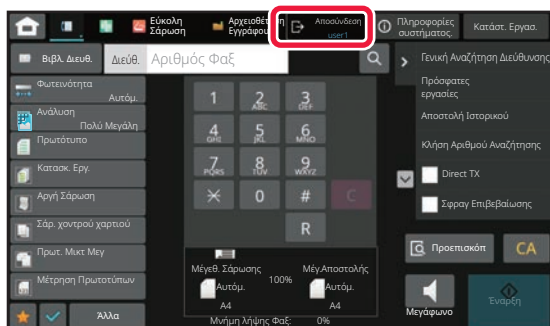 Εύκολη
Σάρωση
Αρχειοθέτηση
Εγγράφου
Αποσύνδεση
user1
Πληροφορίες
συστήματος.
Κατάστ. Εργασ.
Βιβλ. Διευθ.
Διεύθ.
Αριθμός Φαξ
Γενική Αναζήτηση Διεύθυνσης
Φωτεινότητα
Αυτόμ.
Ανάλυση
Πολύ Μεγάλη
Πρωτότυπο
Κατασκ. Εργ.
Αργή Σάρωση
Σάρ. χοντρού χαρτιού
Πρωτ. Μικτ Μεγ
Μέτρηση Πρωτοτύπων
Άλλα
1
2
ABC
3
DEF
4
GHI
5
JKL
6
MNO
7
PQRS
8
TUV
9
WXYZ
0
#
C
R
Μέγεθ. Σάρωσης
Αυτόμ.
A4
100%
Μέγ.Αποστολής
Αυτόμ.
A4
Μνήμη λήψης Φαξ: 0%
Πρόσφατες
εργασίες
Αποστολή Ιστορικού
Κλήση Αριθμού Αναζήτησης
Direct TX
Σφραγ Επιβεβαίωσης
Προεπισκόπ
CA
Μεγάφωνο
Έναρξη